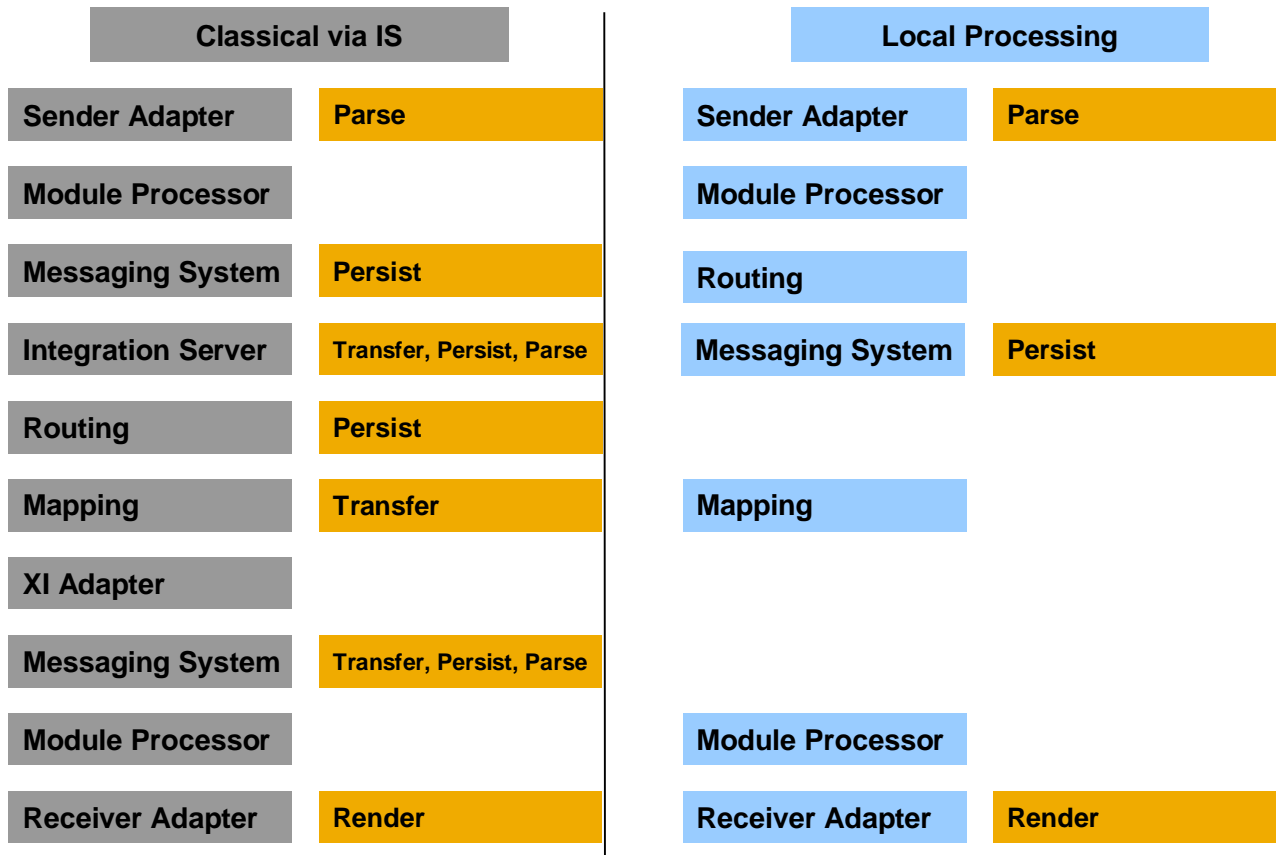 Classical via IS
Local Processing
Sender Adapter
Parse
Sender Adapter
Parse
Module Processor
Module Processor
Messaging System
Persist
Routing
Integration Server
Transfer, Persist, Parse
Messaging System
Persist
Routing
Persist
Mapping
Transfer
Mapping
XI Adapter
Messaging System
Transfer, Persist, Parse
Module Processor
Module Processor
Receiver Adapter
Render
Receiver Adapter
Render